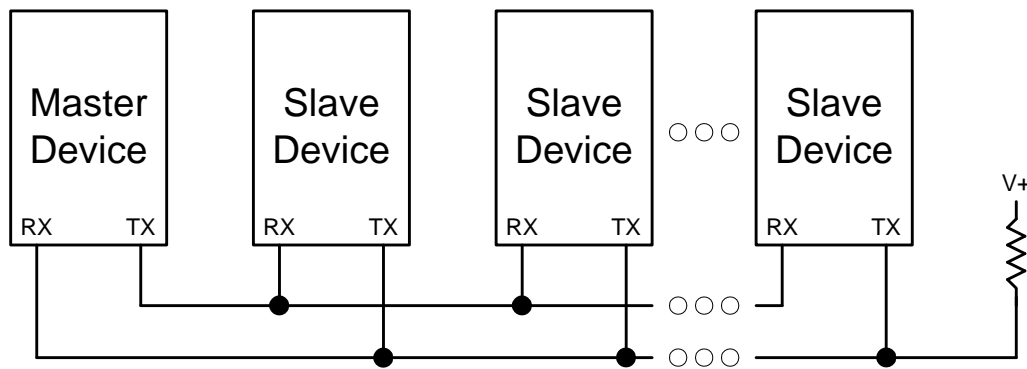 Master
Device
Slave
Device
Slave
Device
Slave
Device
RX TX
RX TX
RX TX
RX TX
V+